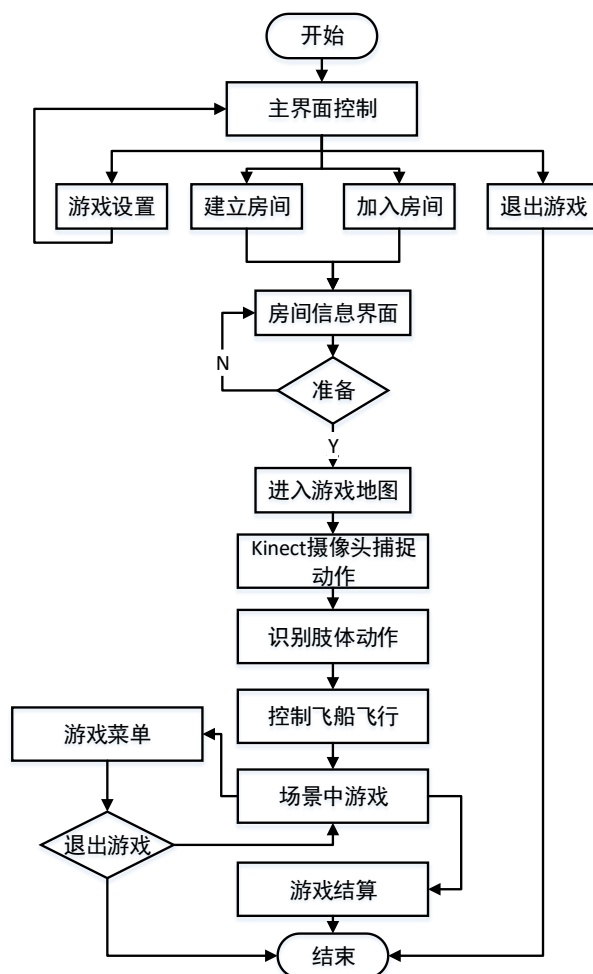 开始
主界面控制
游戏设置
建立房间
加入房间
退出游戏
房间信息界面
N
准备
Y
进入游戏地图
Kinect摄像头捕捉
动作
识别肢体动作
控制飞船飞行
游戏菜单
场景中游戏
退出游戏
游戏结算
结束